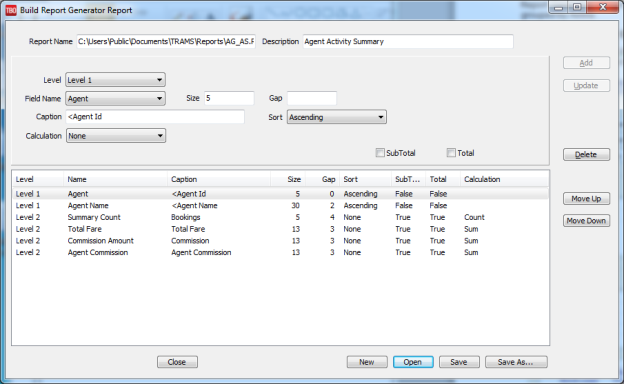 TBO Build Report Generator Report
Report Name C:\Users\Public\Documents\TRAMS\Reports\AG_AS.F Description Agent Activity Summary
Level Level 1 Add
Update
Field Name Agent Size 5 Gap
Caption <Agent Id Sort Ascending
Calculation None
SubTotal Total Delete
Level Name Caption Size Gap Sort SubT... Total Calculation
Level 1 Agent <Agent Id 5 0 Ascending False False
Level 1 Agent Name <Agent Name 30 2 Ascending False False
Level 2 Summary Count Bookings 5 4 None True True Count
Level 2 Total Fare Total Fare 13 3 None True True Sum
Level 2 Commission Amount Commission 13 3 None True True Sum
Level 2 Agent Commission Agent Commission 13 3 None True True Sum
Move Up
Move Down
Close New Open Save Save As...